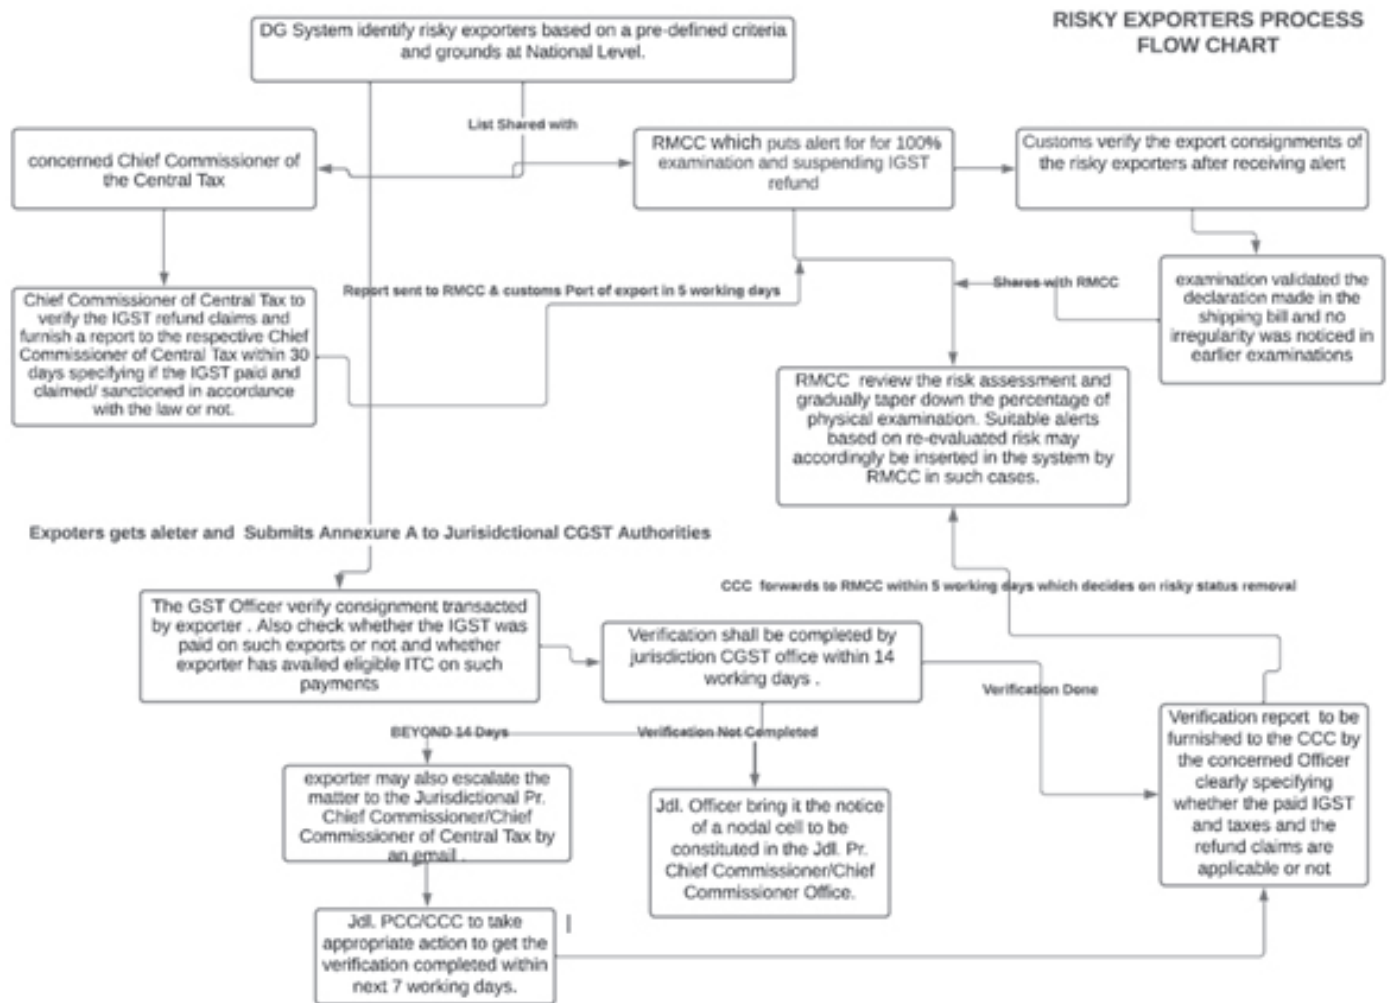 RISKY EXPORTERS PROCESS
FLOW CHART
DG System identify risky exporters based on a pre-defined criteria
and grounds at National Level.
List Shared with
concerned Chief Commissioner of
the Central Tax
RMCC which puts alert for for 100%
examination and suspending IGST
refund
Customs verify the export consignments of
the risky exporters after receiving alert
Chief Commissioner of Central Tax to
verify the IGST refund claims and
furnish a report to the respective Chief
Commissioner of Central Tax within 30
days specifying if the IGST paid and
claimed/ sanctioned in accordance
with the law or not.
Report sent to RMCC & customs Port of export in 5 working days
Shares with RMCC
examination validated the
declaration made in the
shipping bill and no
irregularity was noticed in
earlier examinations
RMCC review the risk assessment and
gradually taper down the percentage of
physical examination. Suitable alerts
based on re-evaluated risk may
accordingly be inserted in the system by
RMCC in such cases.
Expoters gets aleter and Submits Annexure A to Jurisidctional CGST Authorities
CCC forwards to RMCC within 5 working days which decides on risky status removal
The GST Officer verify consignment transacted
by exporter . Also check whether the IGST was
paid on such exports or not and whether
exporter has availed eligible ITC on such
payments
Verification shall be completed by
jurisdiction CGST office within 14
working days .
Verification Done
BEYOND 14 Days
Verification Not Completed
Verification report to be
furnished to the CCC by
the concerned Officer
clearly specifying
whether the paid IGST
and taxes and the
refund claims are
applicable or not
exporter may also escalate the
matter to the Jurisdictional Pr.
Chief Commissioner/Chief
Commissioner of Central Tax by
an email .
Jdl. Officer bring it the notice
of a nodal cell to be
constituted in the Jdl. Pr.
Chief Commissioner/Chief
Commissioner Office.
Jdl. PCC/CCC to take
appropriate action to get the
verification completed within
next 7 working days.